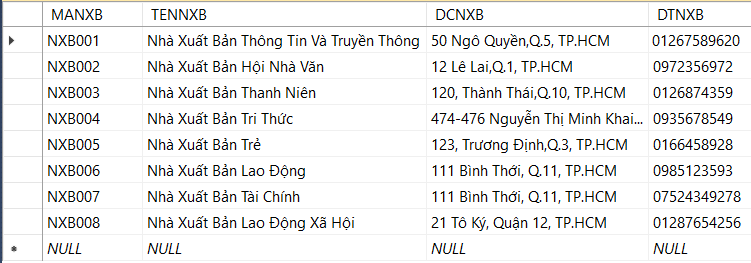 MANXB TENNXB DCNXB DTNXB
NXB001 Nhà Xuất Bản Thông Tin Và Truyền Thông 50 Ngô Quyền,Q.5, TP.HCM 01267589620
NXB002 Nhà Xuất Bản Hội Nhà Văn 12 Lê Lai,Q.1, TP.HCM 0972356972
NXB003 Nhà Xuất Bản Thanh Niên 120, Thành Thái,Q.10, TP.HCM 0126874359
NXB004 Nhà Xuất Bản Tri Thức 474-476 Nguyễn Thị Minh Khai... 0935678549
NXB005 Nhà Xuất Bản Trẻ 123, Trương Định,Q.3, TP.HCM 0166458928
NXB006 Nhà Xuất Bản Lao Động 111 Bình Thới, Q.11, TP.HCM 0985123593
NXB007 Nhà Xuất Bản Tài Chính 111 Bình Thới, Q.11, TP.HCM 07524349278
NXB008 Nhà Xuất Bản Lao Động Xã Hội 21 Tô Ký, Quận 12, TP.HCM 01287654256
NULL NULL NULL NULL